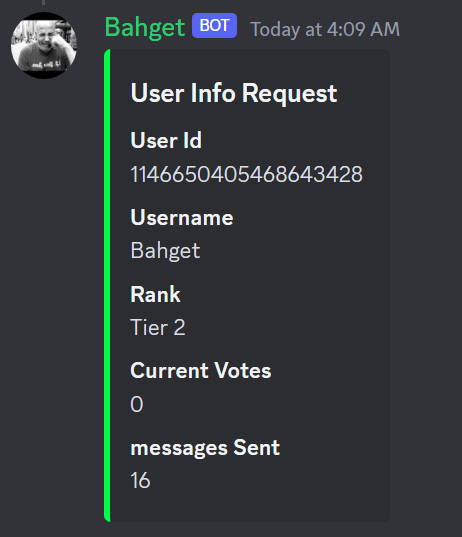 Bahget BOT Today at 4:09 AM
User Info Request
User Id
1146650405468643428
Username
Bahget
Rank
Tier 2
Current Votes
0
messages Sent
16